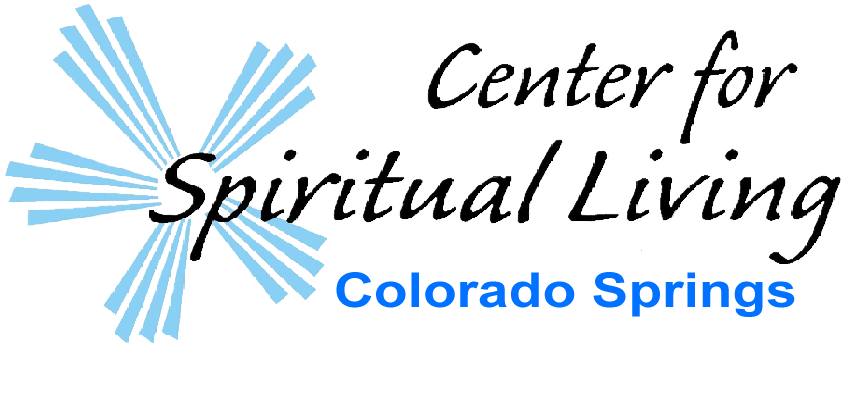 Center for
Spiritual Living
Colorado Springs